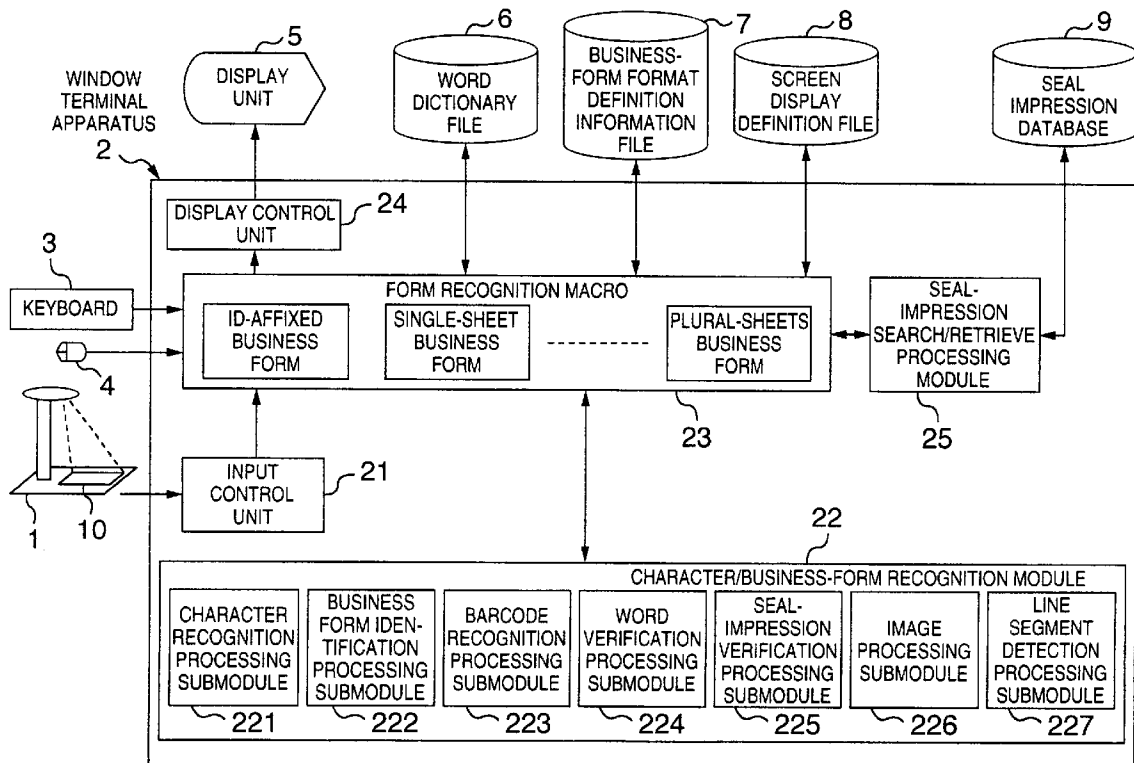 6
7
8
9
5
DISPLAY
UNIT
WINDOW
TERMINAL
APPARATUS
2
WORD
DICTIONARY
FILE
BUSINESS-
FORM FORMAT
DEFINITION
INFORMATION
FILE
SCREEN
DISPLAY
DEFINITION FILE
SEAL
IMPRESSION
DATABASE
DISPLAY CONTROL
UNIT
24
3
KEYBOARD
4
FORM RECOGNITION MACRO
ID-AFFIXED
BUSINESS
FORM
SINGLE-SHEET
BUSINESS
FORM
PLURAL-SHEETS
BUSINESS
FORM
23
SEAL-
IMPRESSION
SEARCH/RETRIEVE
PROCESSING
MODULE
25
1
10
INPUT
CONTROL
UNIT
21
22
CHARACTER/BUSINESS-FORM RECOGNITION MODULE
CHARACTER
RECOGNITION
PROCESSING
SUBMODULE
221
BUSINESS
FORM IDEN-
TIFICATION
PROCESSING
SUBMODULE
222
BARCODE
RECOGNITION
PROCESSING
SUBMODULE
223
WORD
VERIFICATION
PROCESSING
SUBMODULE
224
SEAL-
IMPRESSION
VERIFICATION
PROCESSING
SUBMODULE
225
IMAGE
PROCESSING
SUBMODULE
226
LINE
SEGMENT
DETECTION
PROCESSING
SUBMODULE
227